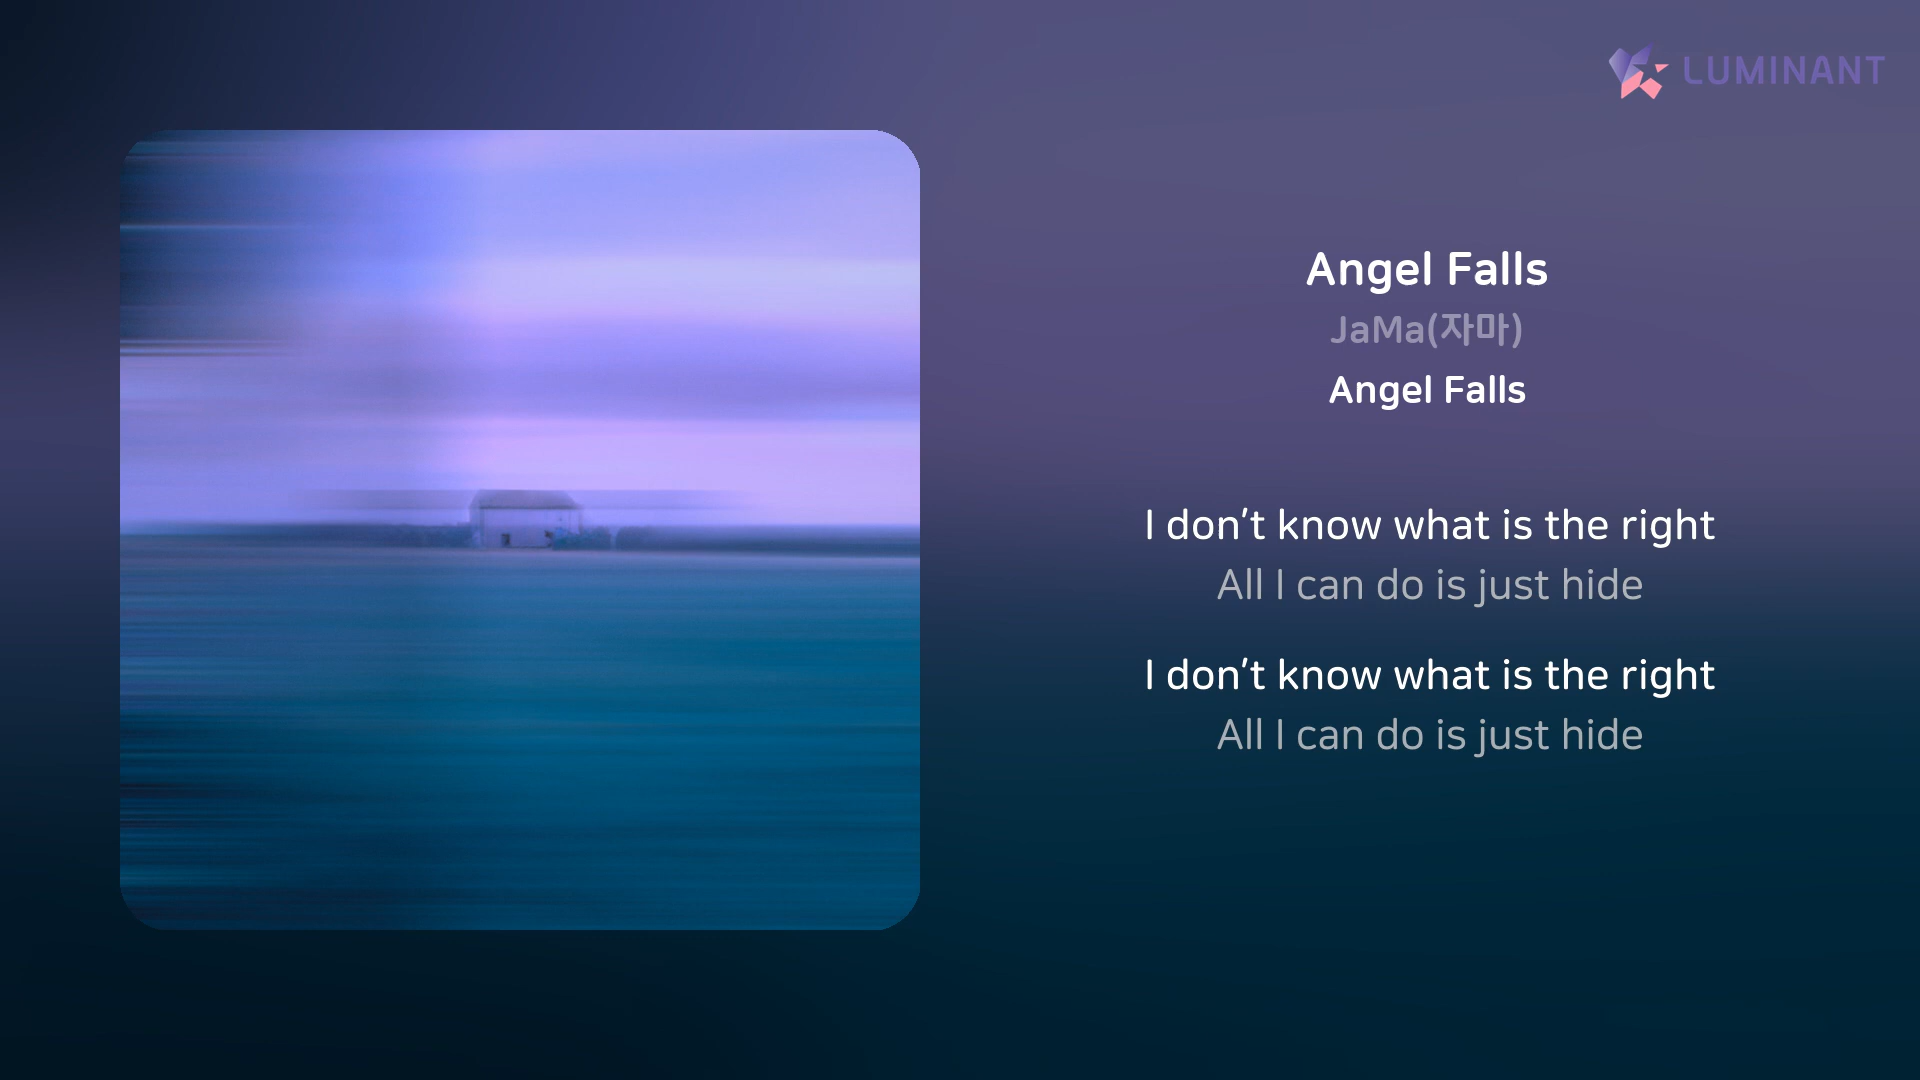 LUMINANT
Angel Falls
JaMa(자마)
Angel Falls
I don't know what is the right
All I can do is just hide
I don't know what is the right
All I can do is just hide